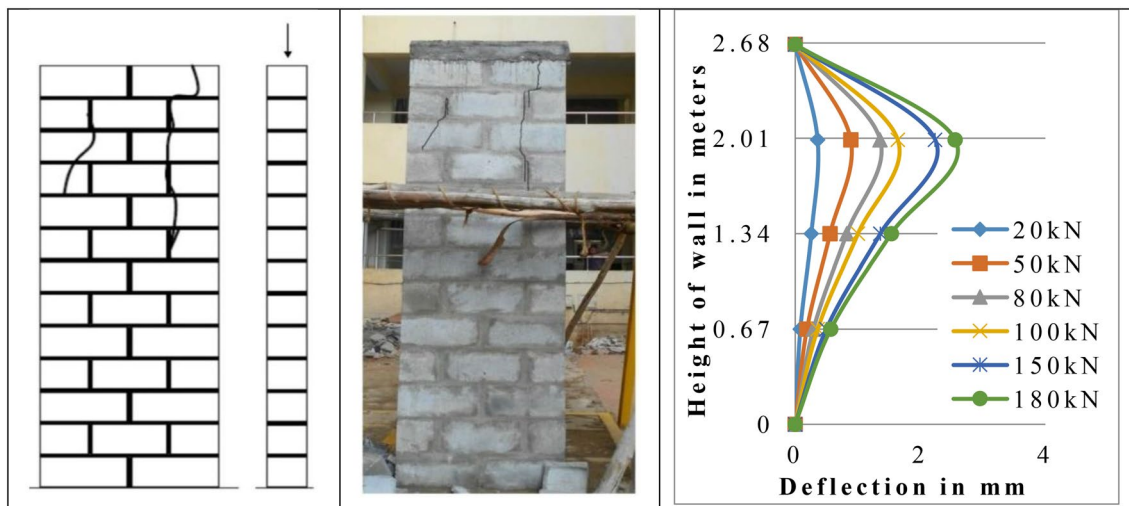 2.68
2.01
1.34
0.67
0
Height of wall in meters
20kN
50kN
80kN
100kN
150kN
180kN
0 2 4
Deflection in mm